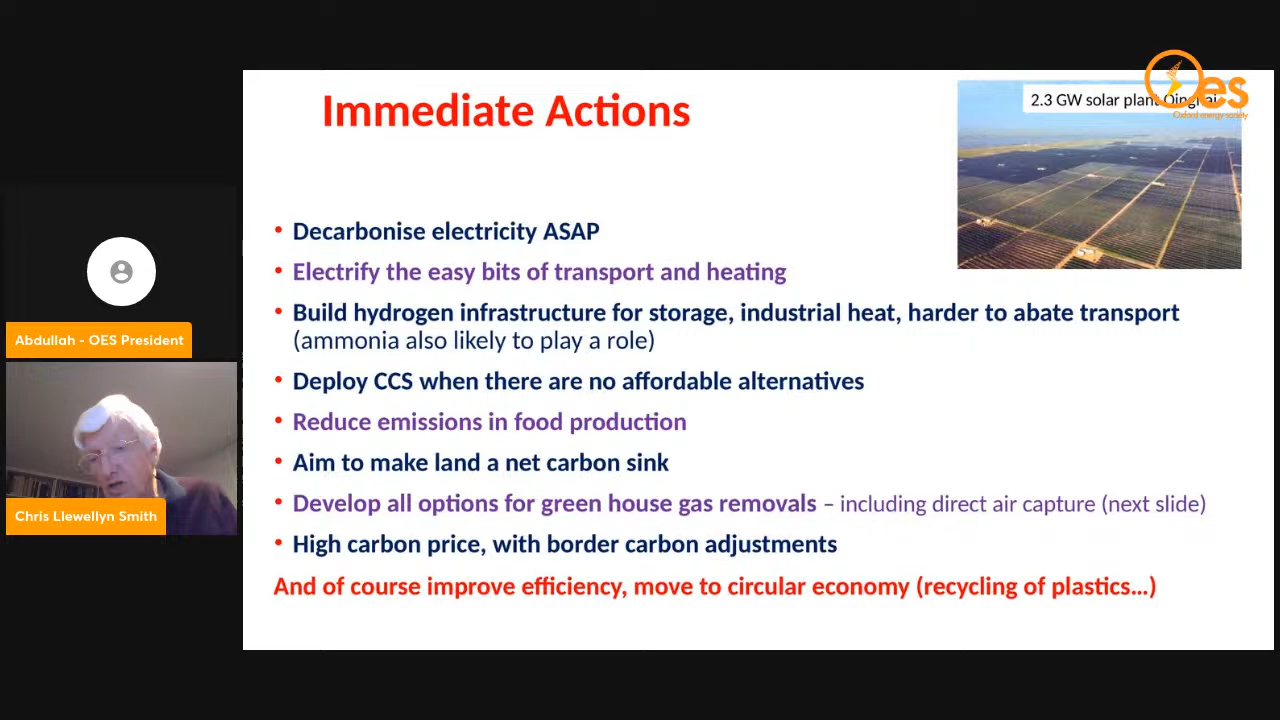 Immediate Actions
2.3 GW solar plant
Oes
Oxford energy society
• Decarbonise electricity ASAP
• Electrify the easy bits of transport and heating
• Build hydrogen infrastructure for storage, industrial heat, harder to abate transport
(ammonia also likely to play a role)
• Deploy CCS when there are no affordable alternatives
• Reduce emissions in food production
• Aim to make land a net carbon sink
• Develop all options for green house gas removals – including direct air capture (next slide)
• High carbon price, with border carbon adjustments
And of course improve efficiency, move to circular economy (recycling of plastics...)
Abdullah - OES President
Chris Llewellyn Smith